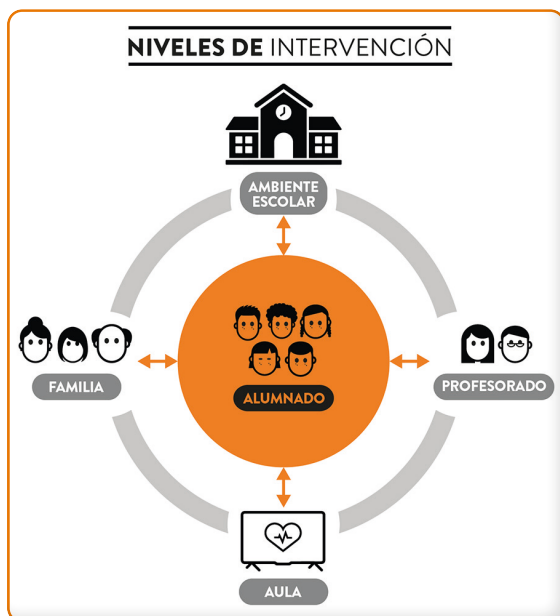 NIVELES DE INTERVENCIÓN
AMBIENTE
ESCOLAR
FAMILIA
ALUMNADO
PROFESORADO
AULA